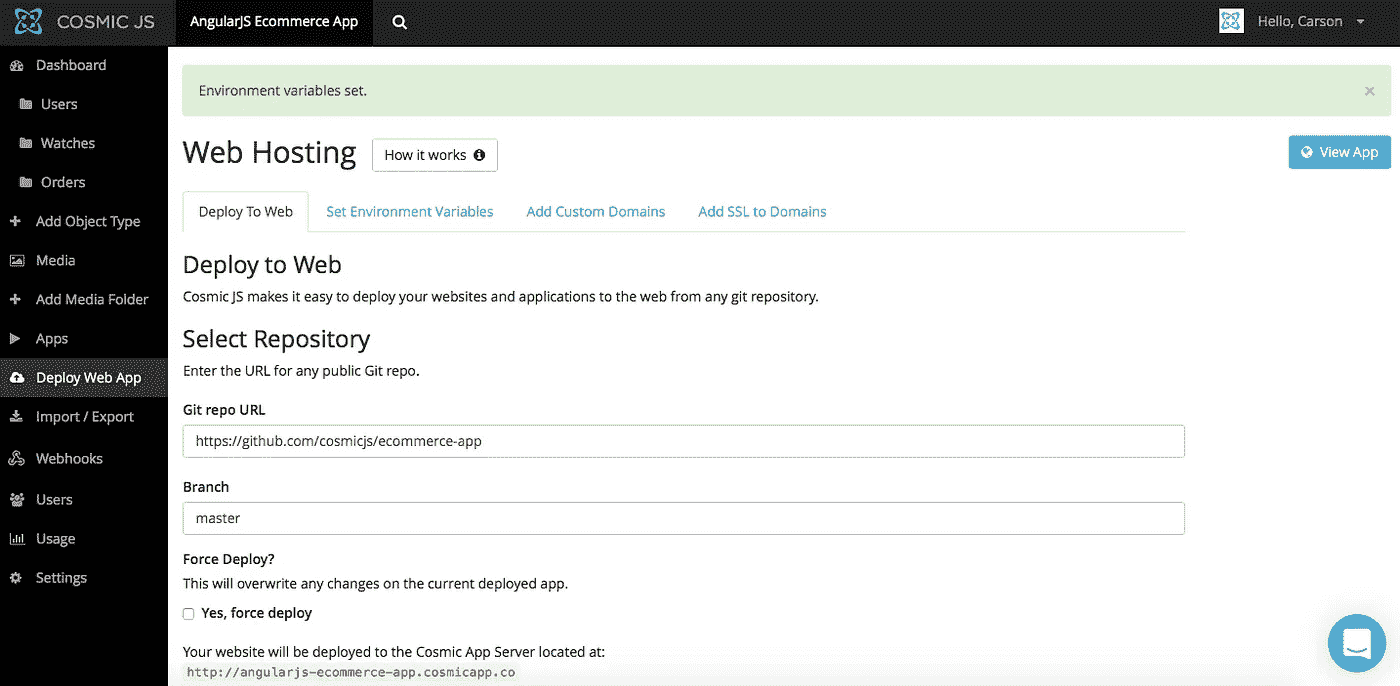 COSMIC JS
AngularJS Ecommerce App
Hello, Carson
Dashboard
Users
Watches
Orders
Add Object Type
Media
Add Media Folder
Apps
Deploy Web App
Import / Export
Webhooks
Users
Usage
Settings
Environment variables set.
×
Web Hosting
How it works
View App
Deploy To Web
Set Environment Variables
Add Custom Domains
Add SSL to Domains
Deploy to Web
Cosmic JS makes it easy to deploy your websites and applications to the web from any git repository.
Select Repository
Enter the URL for any public Git repo.
Git repo URL
https://github.com/cosmicjs/ecommerce-app
Branch
master
Force Deploy?
This will overwrite any changes on the current deployed app.
Yes, force deploy
Your website will be deployed to the Cosmic App Server located at:
http://angularjs-ecommerce-app.cosmicapp.co